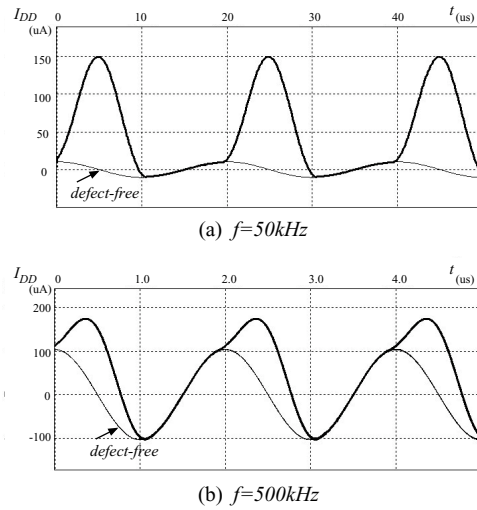 I_DD (uA)
t (us)
0 10 20 30 40
150
100
50
0
defect-free
(a) f=50kHz
I_DD (uA)
t (us)
0 1.0 2.0 3.0 4.0
200
100
0
-100
defect-free
(b) f=500kHz